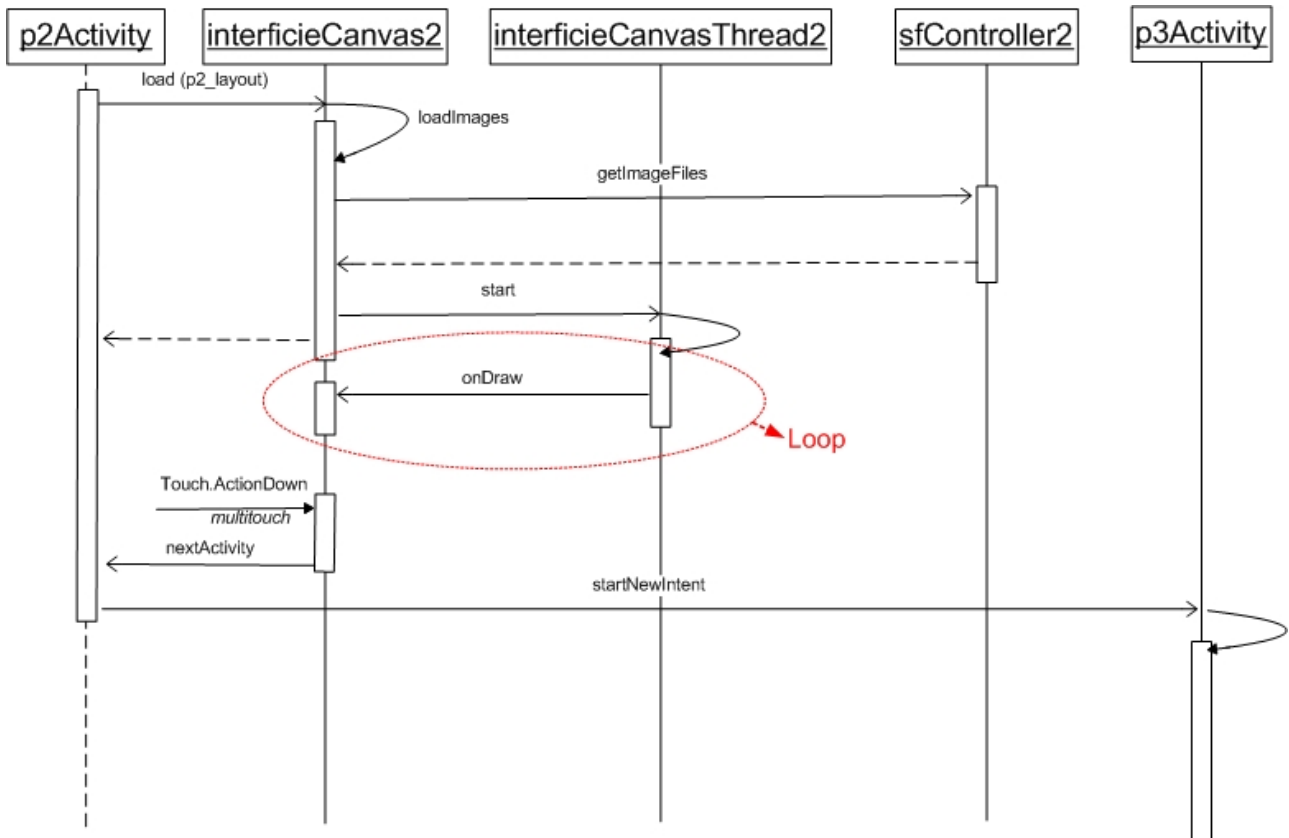 p2Activity
interficieCanvas2
interficieCanvasThread2
sfController2
p3Activity
load (p2_layout)
loadImages
getImageFiles
start
onDraw
Loop
Touch.ActionDown
multitouch
nextActivity
startNewIntent